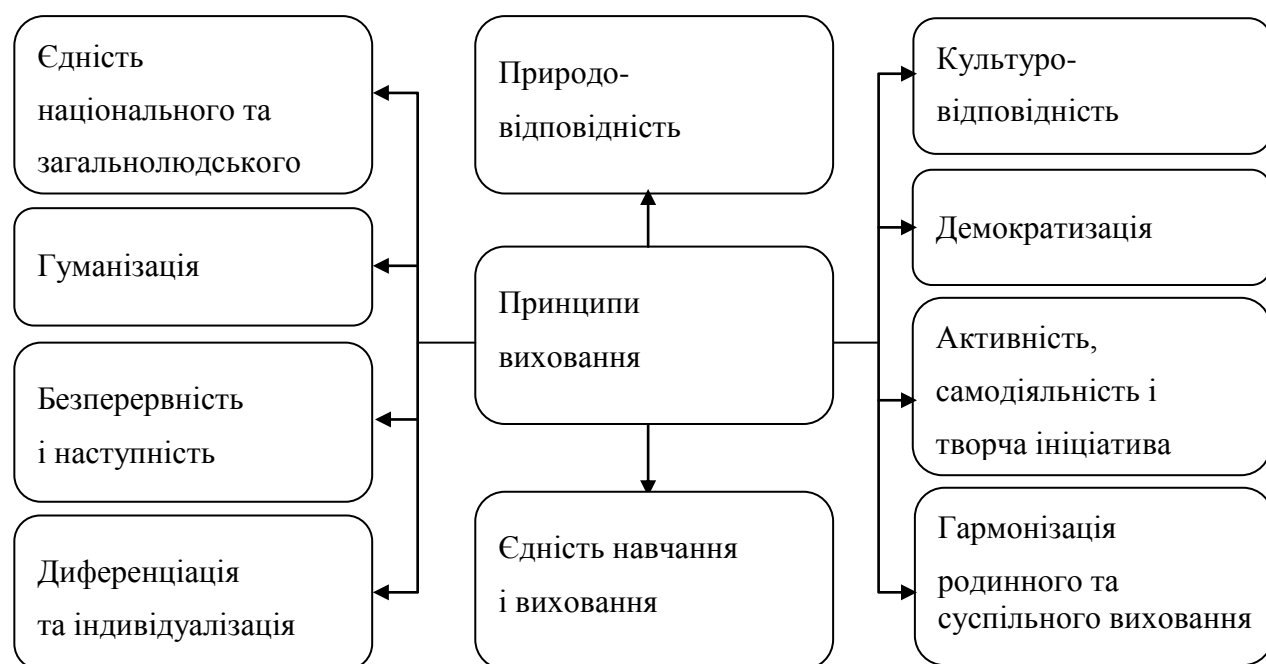 Єдність
національного та
загальнолюдського
Гуманізація
Безперервність
і наступність
Диференціація
та індивідуалізація
Природо-
відповідність
Принципи
виховання
Єдність навчання
і виховання
Культуро-
відповідність
Демократизація
Активність,
самодіяльність і
творча ініціатива
Гармонізація
родинного та
суспільного виховання